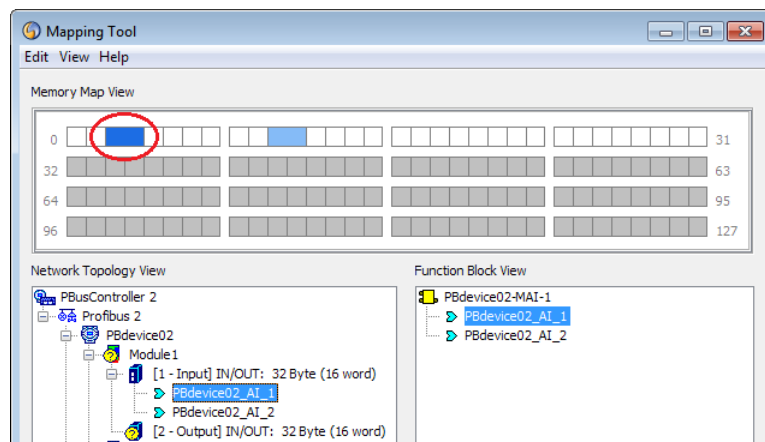 Mapping Tool
Edit View Help
Memory Map View
0 31
32 63
64 95
96 127
Network Topology View Function Block View
PBusController 2 PBdevice02-MAI-1
Profibus 2 PBdevice02_AI_1
PBdevice02 PBdevice02_AI_2
Module1
[1 - Input] IN/OUT: 32 Byte (16 word)
PBdevice02_AI_1
PBdevice02_AI_2
[2 - Output] IN/OUT: 32 Byte (16 word)